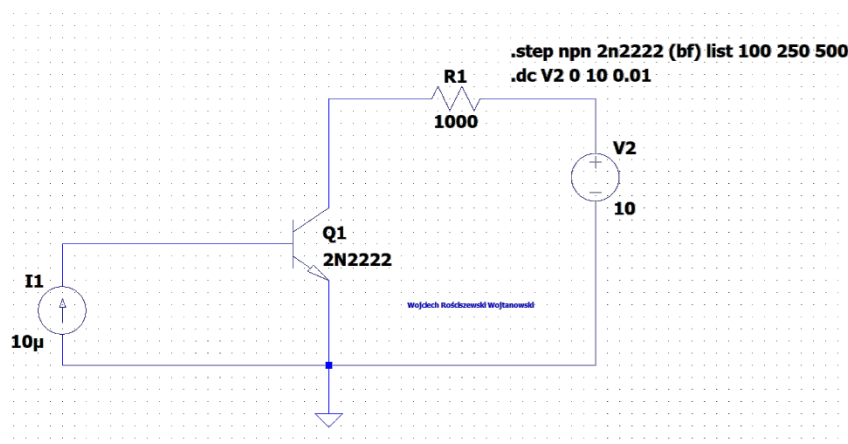 .step npn 2n2222 (bf) list 100 250 500
.dc V2 0 10 0.01
R1
1000
V2
+
−
10
Q1
2N2222
I1
10µ
Wojciech Rościszewski Wojtanowski